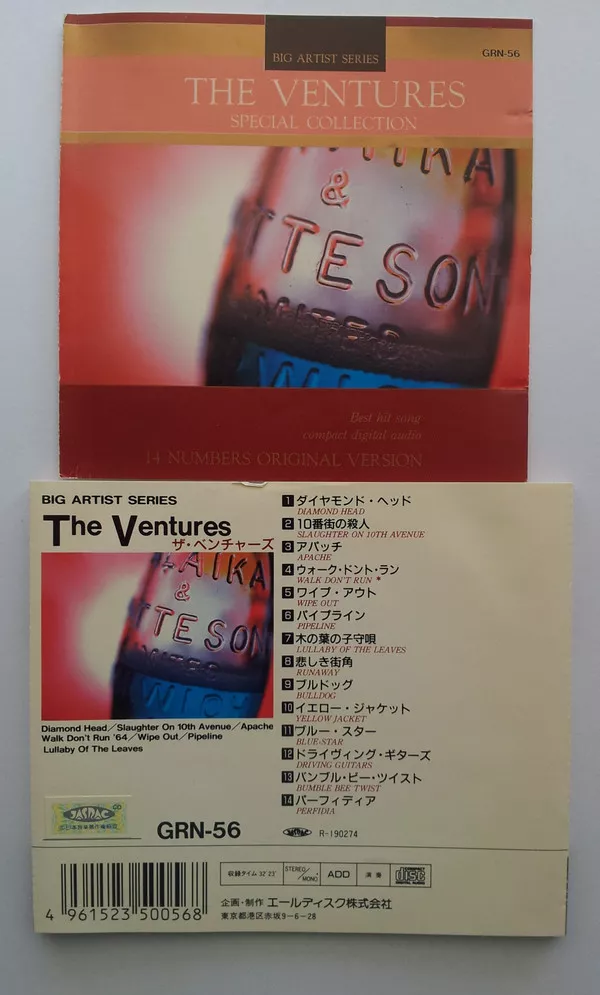 BIG ARTIST SERIES
GRN-56
THE VENTURES
SPECIAL COLLECTION
&
TTESON
Best hit song
compact digital audio
14 NUMBERS ORIGINAL VERSION
BIG ARTIST SERIES
The Ventures
ザ・ベンチャーズ
AIKA
&
TTESON
Diamond Head/Slaughter On 10th Avenue/Apache
Walk Don't Run '64/Wipe Out/Pipeline
Lullaby Of The Leaves
JASRAC
CD
GRN-56
1 ダイヤモンド・ヘッド
DIAMOND HEAD
2 10番街の殺人
SLAUGHTER ON 10TH AVENUE
3 アパッチ
APACHE
4 ウォーク・ドント・ラン
WALK DON'T RUN *
5 ワイプ・アウト
WIPE OUT
6 パイプライン
PIPELINE
7 木の葉の子守唄
LULLABY OF THE LEAVES
8 悲しき街角
RUNAWAY
9 ブルドッグ
BULLDOG
10 イエロー・ジャケット
YELLOW JACKET
11 ブルー・スター
BLUE-STAR
12 ドライヴィング・ギターズ
DRIVING GUITARS
13 バンブル・ビー・ツイスト
BUMBLE BEE TWIST
14 パーフィディア
PERFIDIA
JASRAC R-190274
4 961523 500568
収録タイム 32'23" STEREO/MONO ADD 演奏 COMPACT disc DIGITAL AUDIO
企画・制作 エールディスク株式会社
東京都港区赤坂9-6-28